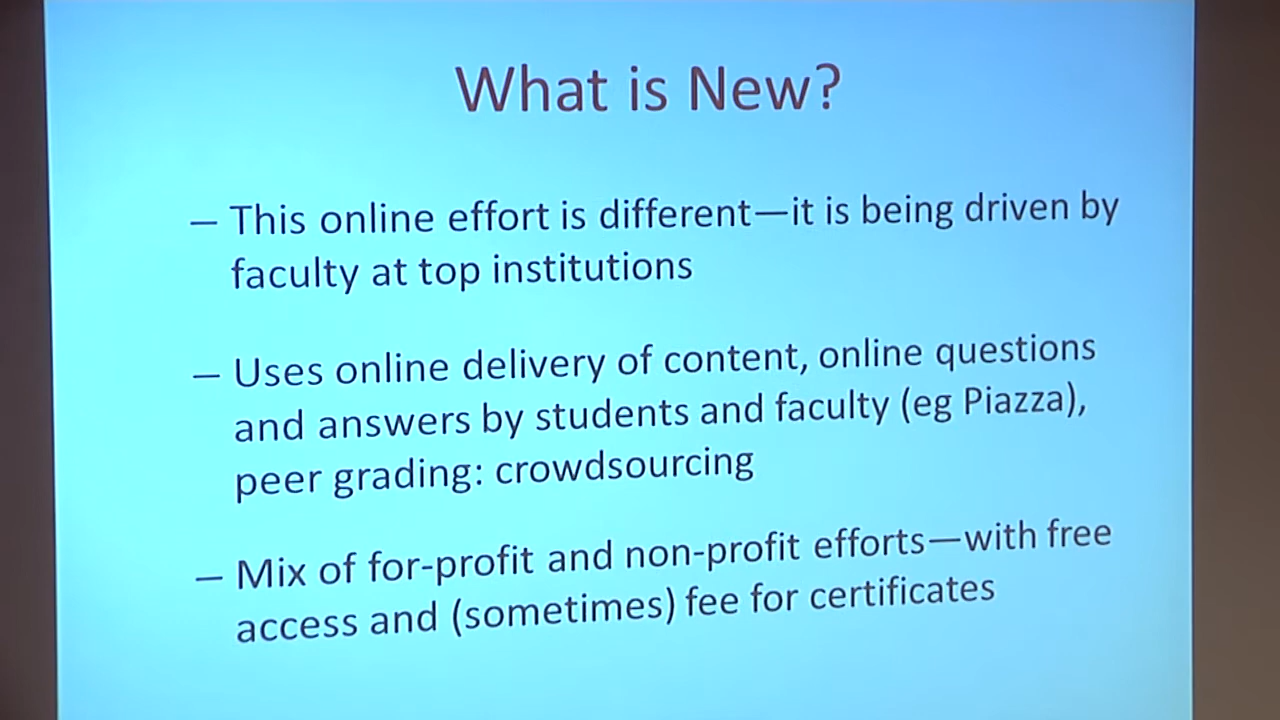 What is New?
– This online effort is different—it is being driven by
faculty at top institutions
– Uses online delivery of content, online questions
and answers by students and faculty (eg Piazza),
peer grading: crowdsourcing
– Mix of for-profit and non-profit efforts—with free
access and (sometimes) fee for certificates